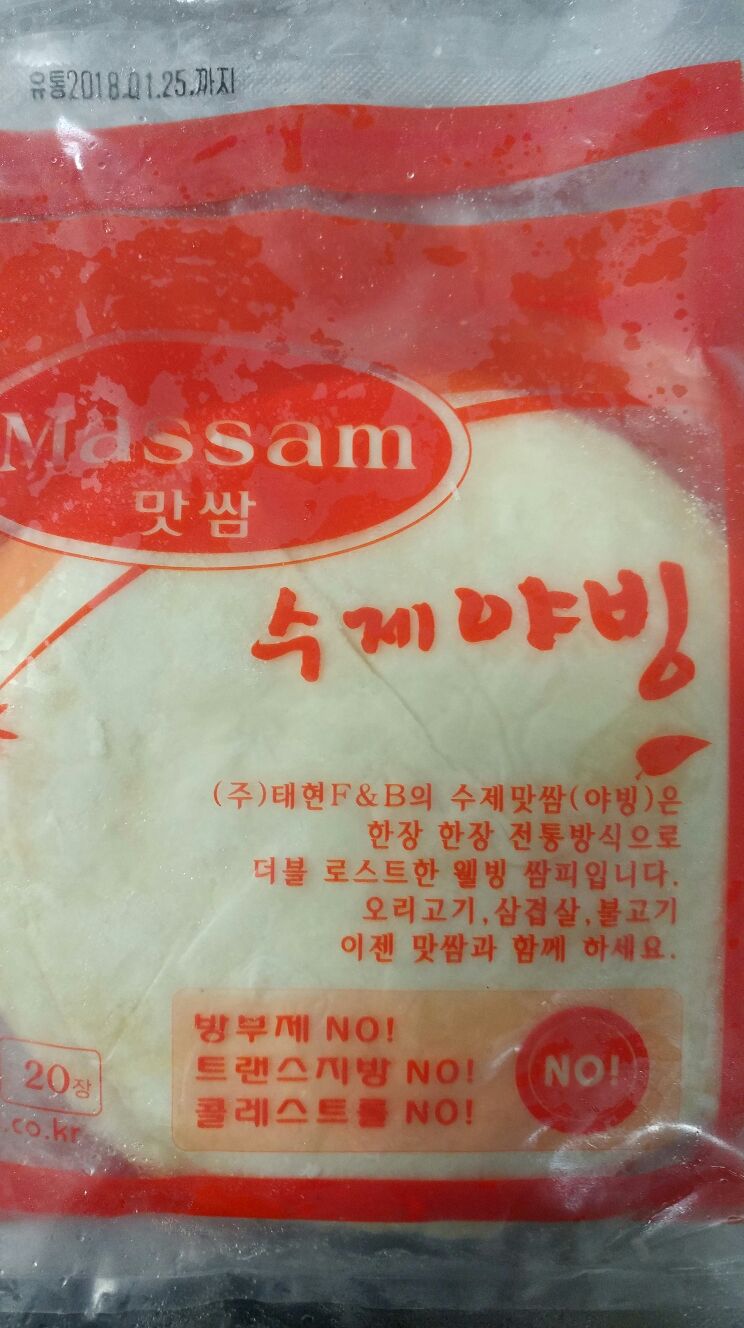 유통2018.01.25.까지
Massam
맛쌈
수제야빙
(주)태현F&B의 수제맛쌈(야빙)은
한장 한장 전통방식으로
더블 로스트한 웰빙 쌈피입니다.
오리고기,삼겹살,불고기
이젠 맛쌈과 함께 하세요.
방부제 NO!
트랜스지방 NO!
콜레스트롤 NO!
NO!
20장
.co.kr